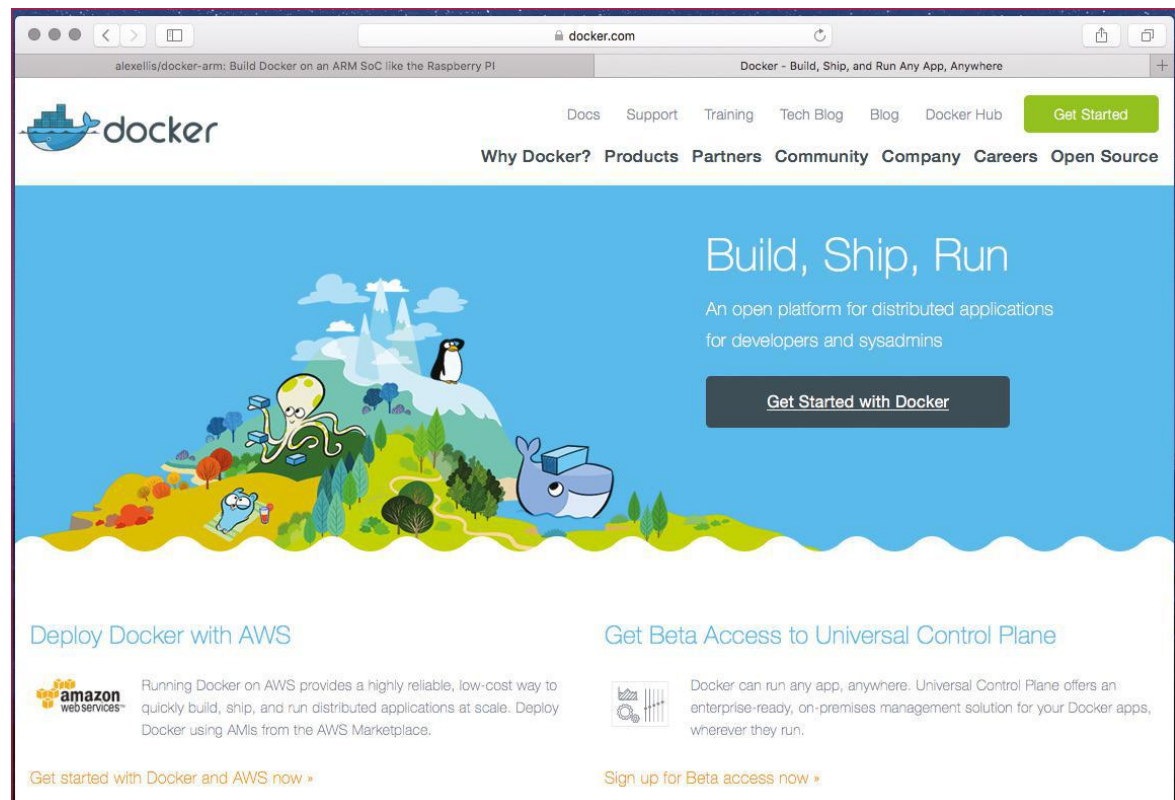 docker.com
alexellis/docker-arm: Build Docker on an ARM SoC like the Raspberry PI
Docker - Build, Ship, and Run Any App, Anywhere
docker
Docs Support Training Tech Blog Blog Docker Hub Get Started
Why Docker? Products Partners Community Company Careers Open Source
Build, Ship, Run
An open platform for distributed applications
for developers and sysadmins
Get Started with Docker
Deploy Docker with AWS
amazon
web services™
Running Docker on AWS provides a highly reliable, low-cost way to
quickly build, ship, and run distributed applications at scale. Deploy
Docker using AMIs from the AWS Marketplace.
Get started with Docker and AWS now »
Get Beta Access to Universal Control Plane
Docker can run any app, anywhere. Universal Control Plane offers an
enterprise-ready, on-premises management solution for your Docker apps,
wherever they run.
Sign up for Beta access now »